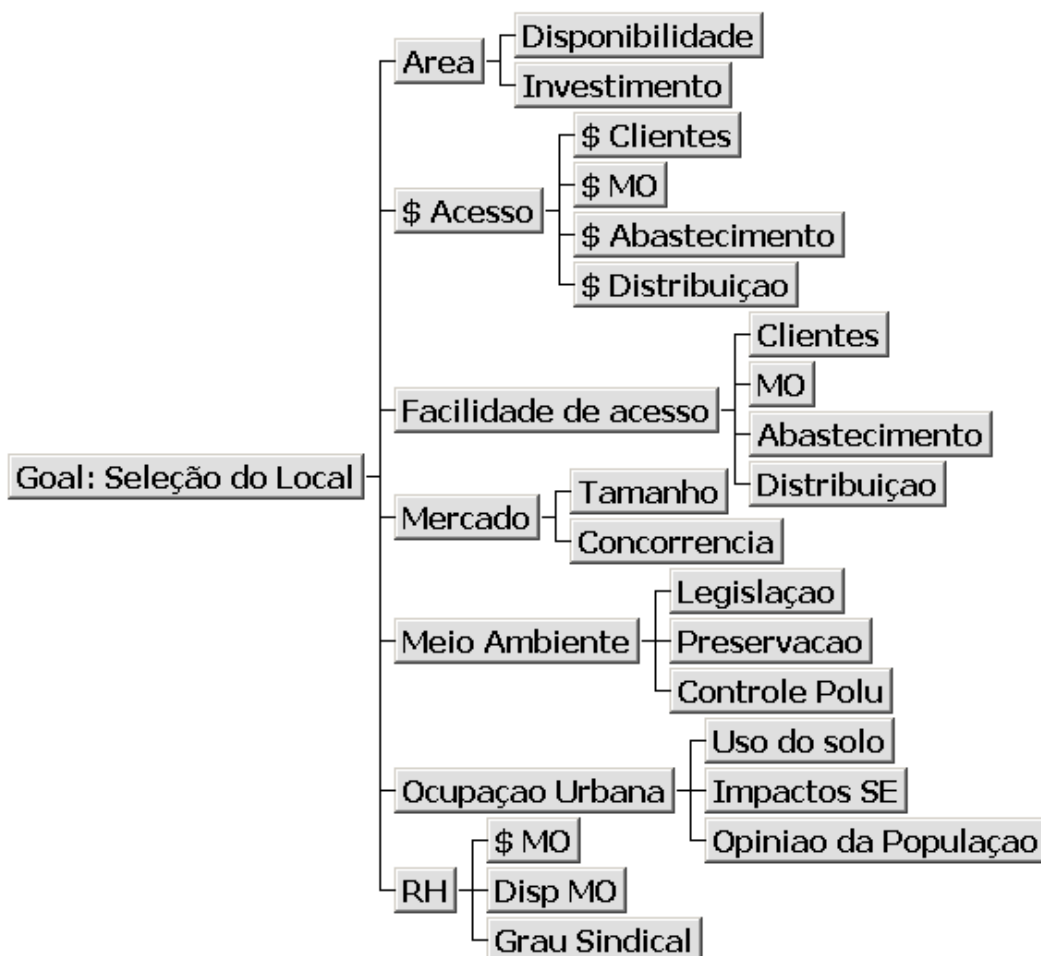 Goal: Seleção do Local
Area
Disponibilidade
Investimento
$ Acesso
$ Clientes
$ MO
$ Abastecimento
$ Distribuiçao
Facilidade de acesso
Clientes
MO
Abastecimento
Distribuiçao
Mercado
Tamanho
Concorrencia
Meio Ambiente
Legislaçao
Preservacao
Controle Polu
Ocupaçao Urbana
Uso do solo
Impactos SE
Opiniao da Populaçao
RH
$ MO
Disp MO
Grau Sindical